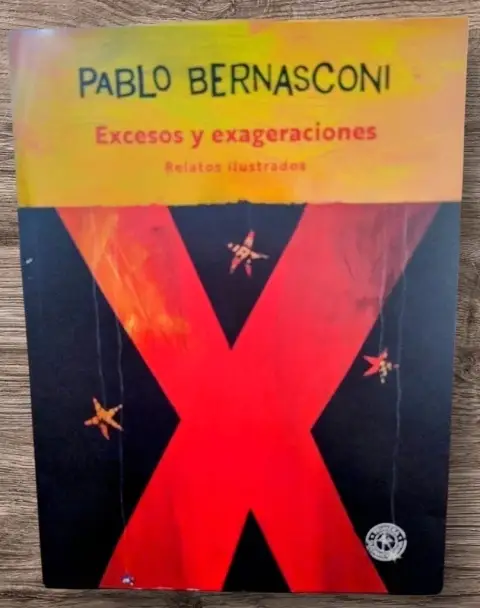 PABLO BERNASCONI
Excesos y exageraciones
Relatos ilustrados
X